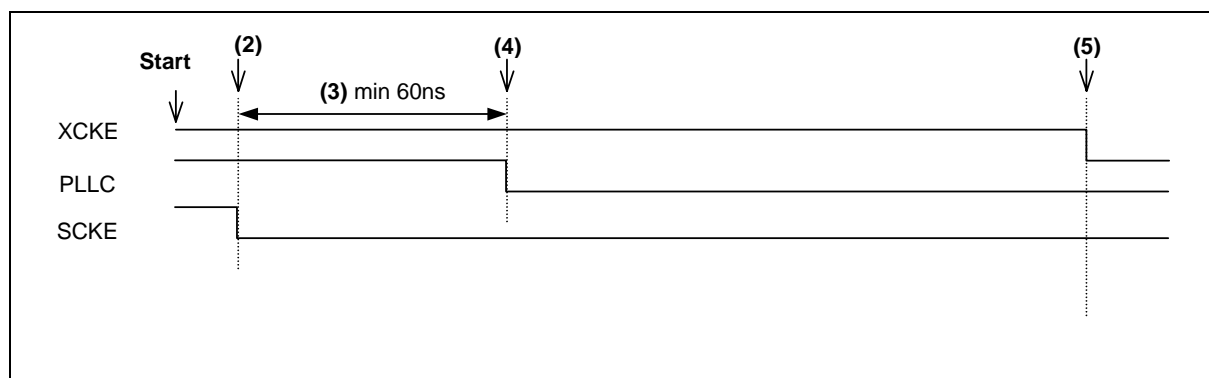 Start
(2)
(4)
(5)
(3) min 60ns
XCKE
PLLC
SCKE